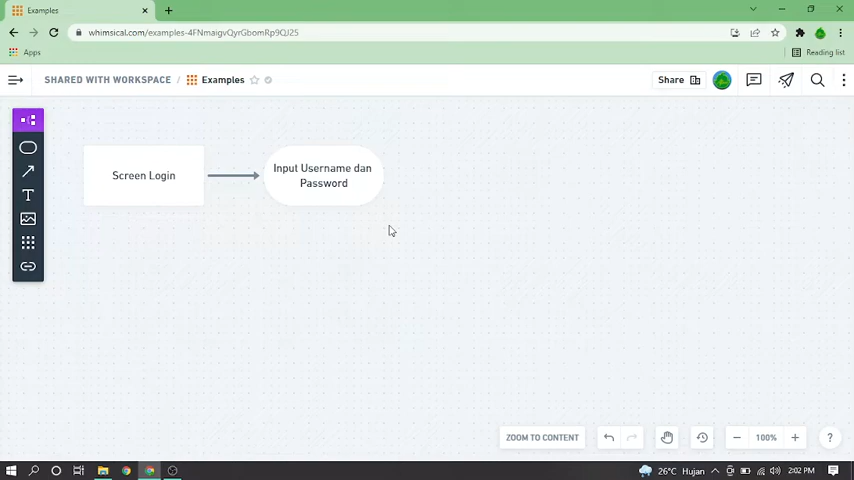 Examples
whimsical.com/examples-4FNmaigvQyrGbomRp9QJ25
Apps
Reading list
SHARED WITH WORKSPACE / Examples
Share
Screen Login
Input Username dan
Password
T
ZOOM TO CONTENT
100%
?
26°C Hujan
2:02 PM